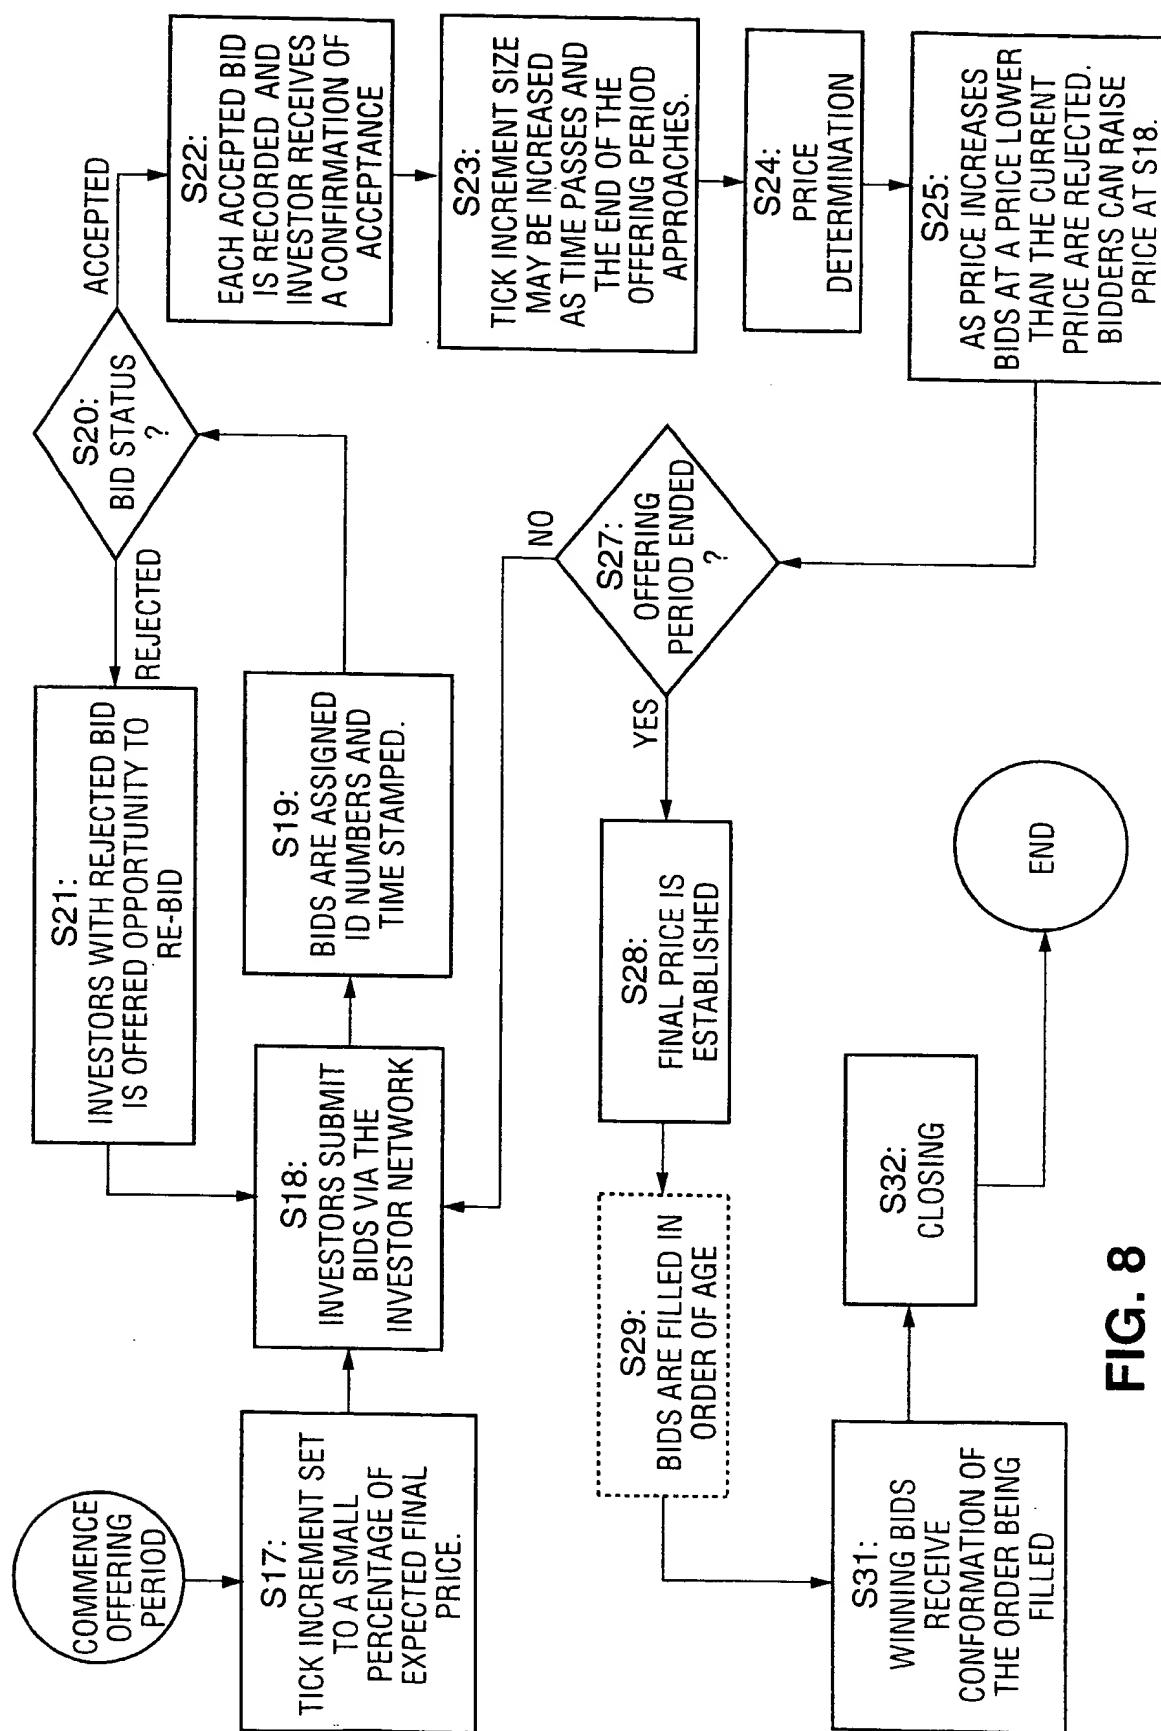 COMMENCE
OFFERING
PERIOD
S17:
TICK INCREMENT SET
TO A SMALL
PERCENTAGE OF
EXPECTED FINAL
PRICE.
S18:
INVESTORS SUBMIT
BIDS VIA THE
INVESTOR NETWORK
S19:
BIDS ARE ASSIGNED
ID NUMBERS AND
TIME STAMPED.
S20:
BID STATUS
?
REJECTED
S21:
INVESTORS WITH REJECTED BID
IS OFFERED OPPORTUNITY TO
RE-BID
ACCEPTED
S22:
EACH ACCEPTED BID
IS RECORDED AND
INVESTOR RECEIVES
A CONFIRMATION OF
ACCEPTANCE
S23:
TICK INCREMENT SIZE
MAY BE INCREASED
AS TIME PASSES AND
THE END OF THE
OFFERING PERIOD
APPROACHES.
S24:
PRICE
DETERMINATION
S25:
AS PRICE INCREASES
BIDS AT A PRICE LOWER
THAN THE CURRENT
PRICE ARE REJECTED.
BIDDERS CAN RAISE
PRICE AT S18.
S27:
OFFERING
PERIOD ENDED
?
NO
YES
S28:
FINAL PRICE IS
ESTABLISHED
S29:
BIDS ARE FILLED IN
ORDER OF AGE
S31:
WINNING BIDS
RECEIVE
CONFORMATION OF
THE ORDER BEING
FILLED
S32:
CLOSING
END
FIG. 8